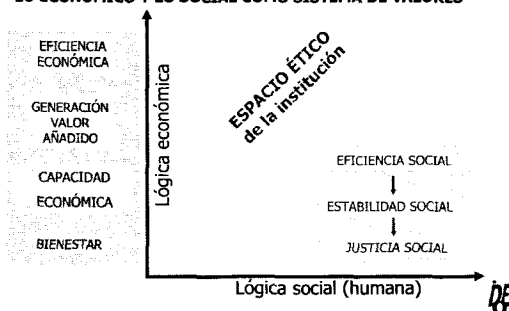 LO ECONÓMICO Y LO SOCIAL COMO SISTEMA DE VALORES
EFICIENCIA
ECONÓMICA
GENERACIÓN
VALOR
AÑADIDO
CAPACIDAD
ECONÓMICA
BIENESTAR
Lógica económica
ESPACIO ÉTICO
de la institución
EFICIENCIA SOCIAL
ESTABILIDAD SOCIAL
JUSTICIA SOCIAL
Lógica social (humana)